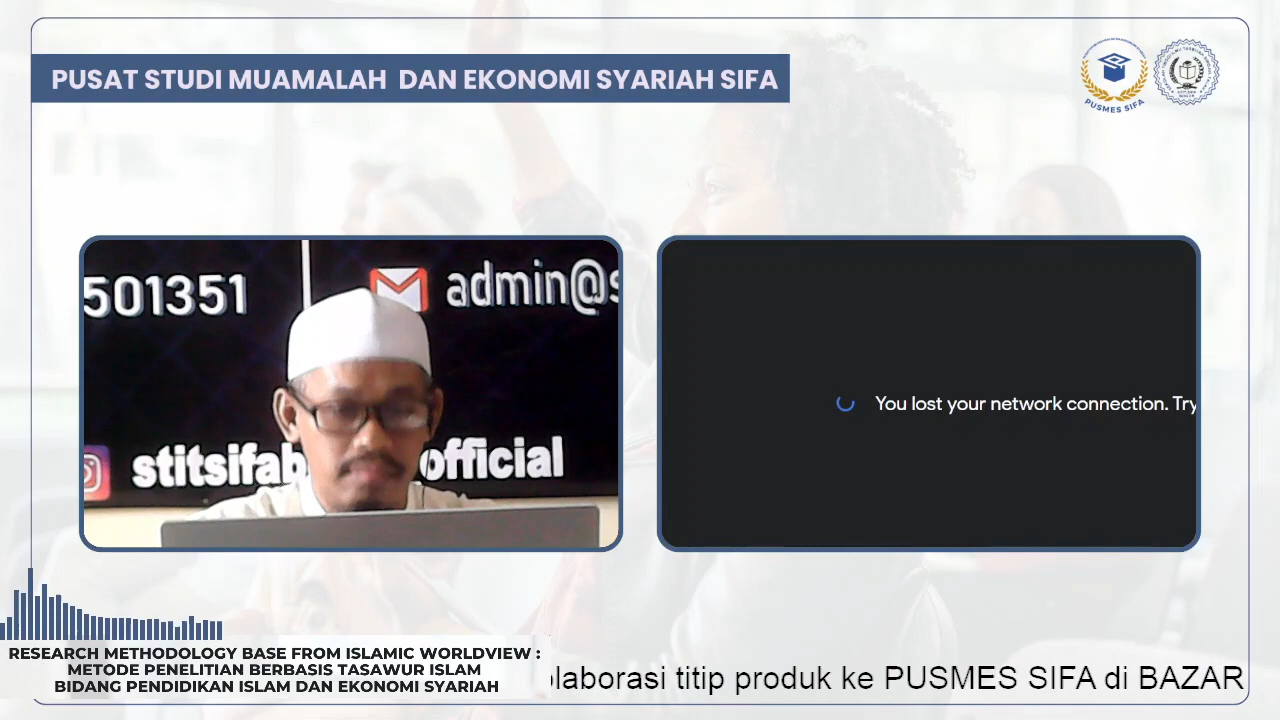 PUSAT STUDI MUAMALAH DAN EKONOMI SYARIAH SIFA
PUSMES SIFA
501351
admin@s
stitsifab
official
You lost your network connection. Try
RESEARCH METHODOLOGY BASE FROM ISLAMIC WORLDVIEW :
METODE PENELITIAN BERBASIS TASAWUR ISLAM
BIDANG PENDIDIKAN ISLAM DAN EKONOMI SYARIAH
laborasi titip produk ke PUSMES SIFA di BAZAR